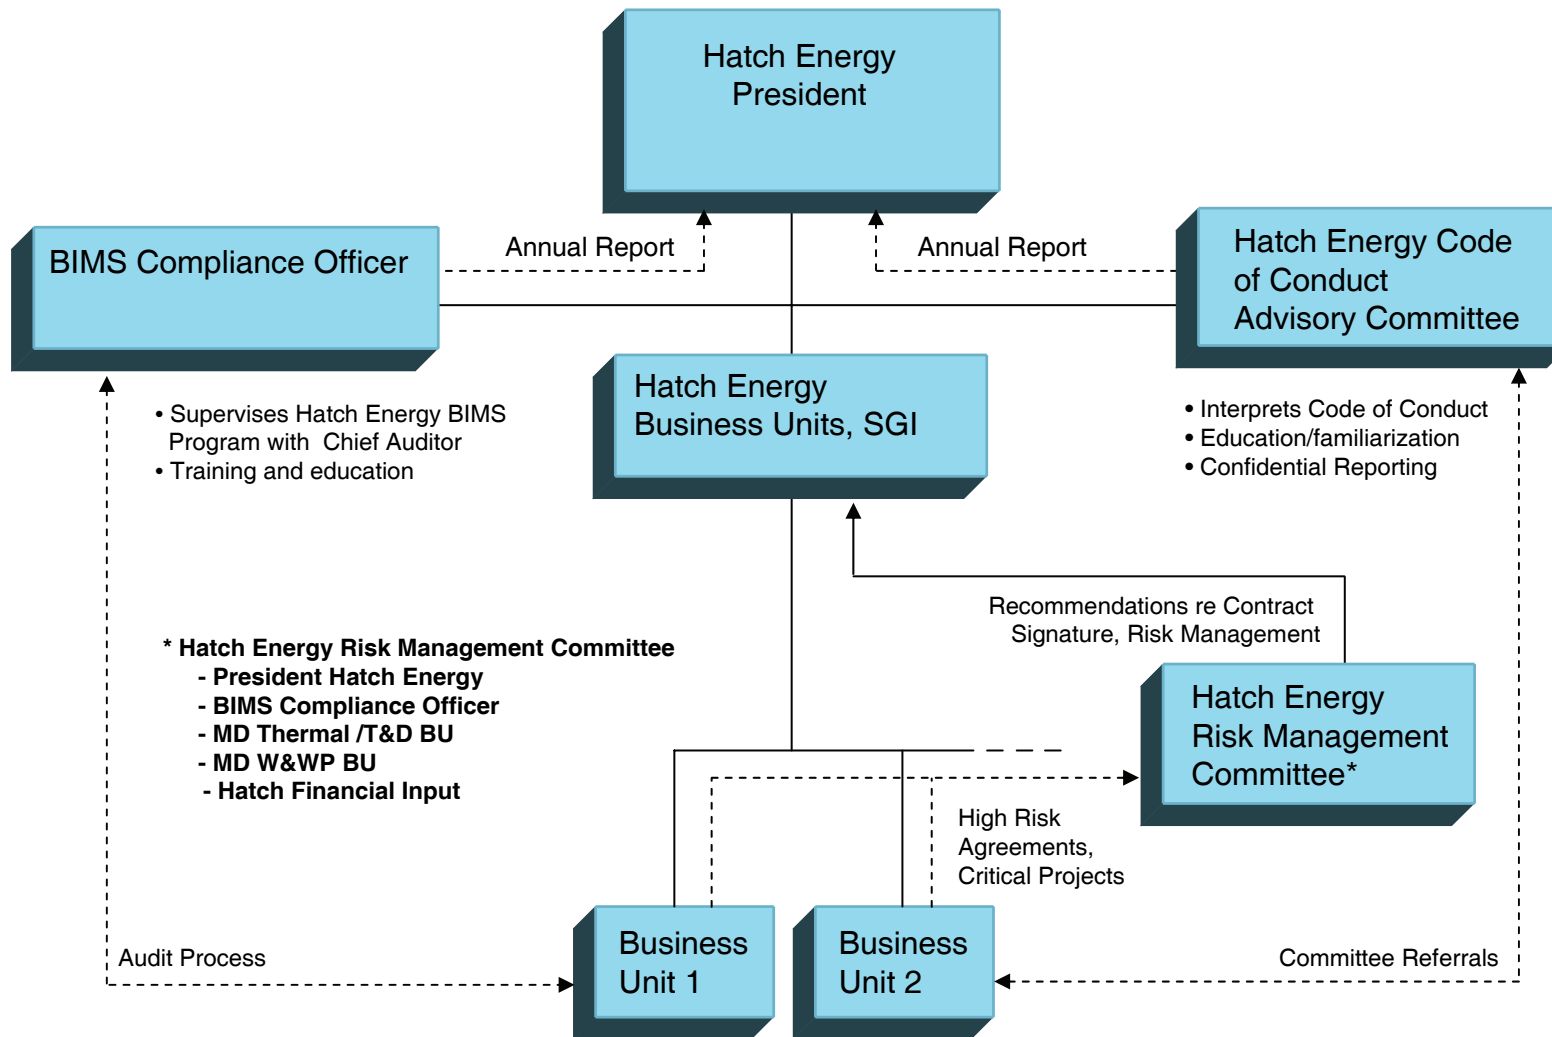 Hatch Energy
President
Annual Report
Annual Report
BIMS Compliance Officer
Hatch Energy Code
of Conduct
Advisory Committee
Hatch Energy
Business Units, SGI
• Supervises Hatch Energy BIMS
Program with Chief Auditor
• Training and education
• Interprets Code of Conduct
• Education/familiarization
• Confidential Reporting
Recommendations re Contract
Signature, Risk Management
* Hatch Energy Risk Management Committee
- President Hatch Energy
- BIMS Compliance Officer
- MD Thermal /T&D BU
- MD W&WP BU
- Hatch Financial Input
Hatch Energy
Risk Management
Committee*
High Risk
Agreements,
Critical Projects
Audit Process
Business
Unit 1
Business
Unit 2
Committee Referrals